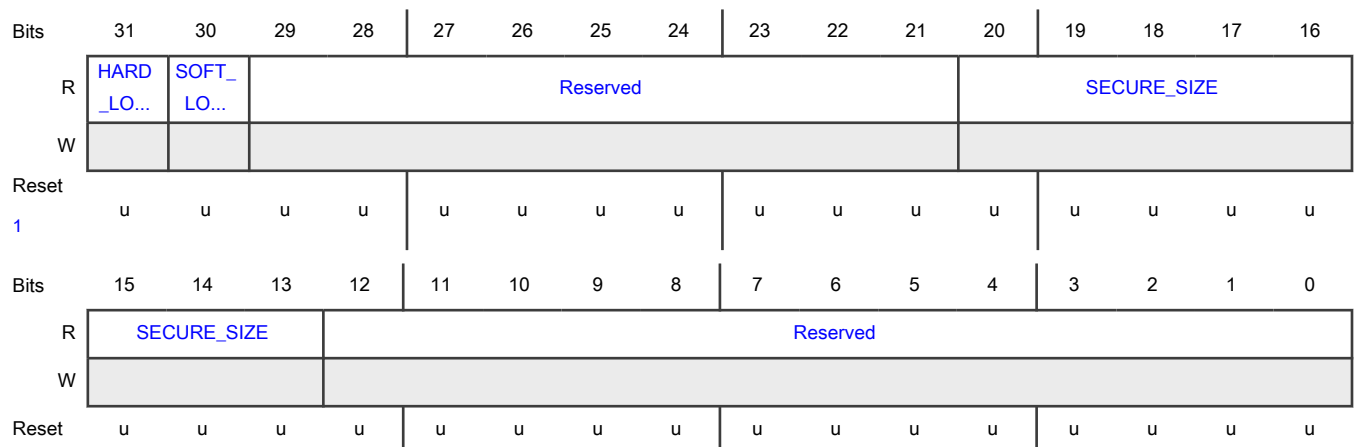 Bits 31 30 29 28 27 26 25 24 23 22 21 20 19 18 17 16
R HARD _LO... SOFT_ LO... Reserved SECURE_SIZE
W
Reset 1 u u u u u u u u u u u u u u u u
Bits 15 14 13 12 11 10 9 8 7 6 5 4 3 2 1 0
R SECURE_SIZE Reserved
W
Reset u u u u u u u u u u u u u u u u